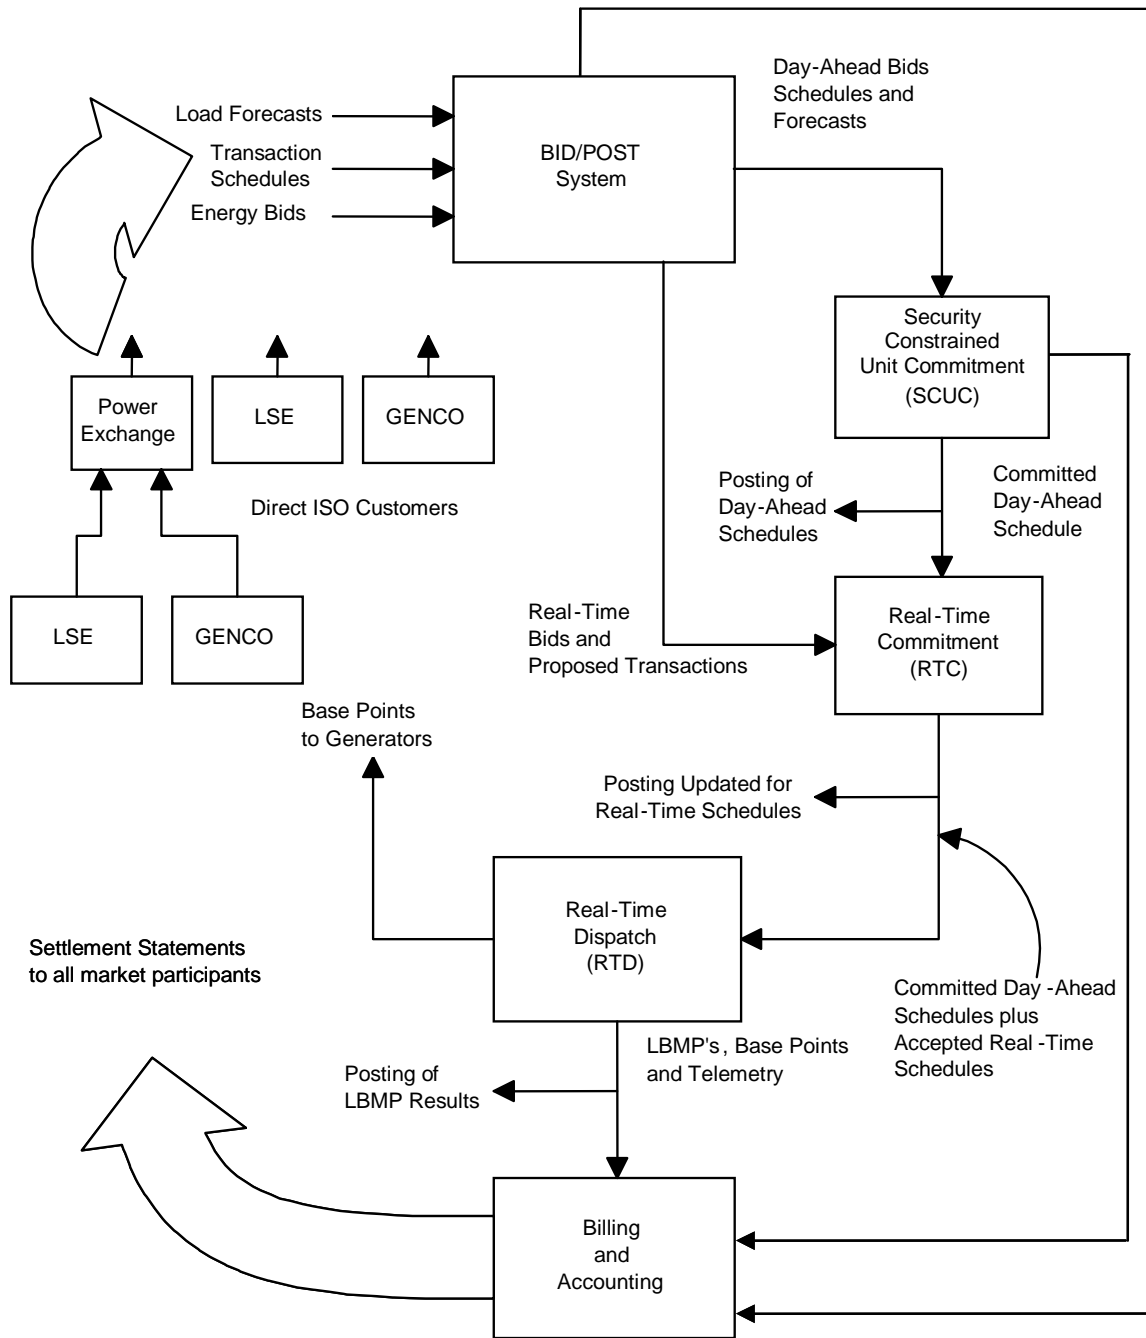 Day-Ahead Bids
Schedules and
Forecasts
Load Forecasts
Transaction
Schedules
Energy Bids
BID/POST
System
Security
Constrained
Unit Commitment
(SCUC)
Power
Exchange
LSE
GENCO
Direct ISO Customers
Posting of
Day-Ahead
Schedules
Committed
Day-Ahead
Schedule
LSE
GENCO
Real-Time
Bids and
Proposed Transactions
Real-Time
Commitment
(RTC)
Base Points
to Generators
Posting Updated for
Real-Time Schedules
Real-Time
Dispatch
(RTD)
Settlement Statements
to all market participants
Committed Day -Ahead
Schedules plus
Accepted Real -Time
Schedules
LBMP's, Base Points
and Telemetry
Posting of
LBMP Results
Billing
and
Accounting